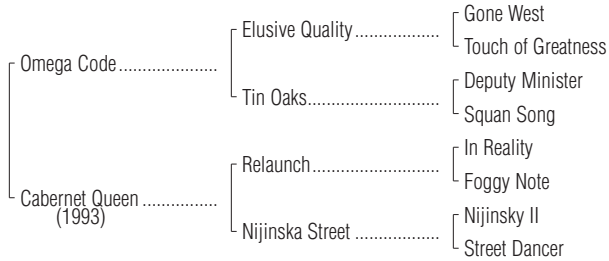 Gone West
Elusive Quality ..................
Touch of Greatness
Omega Code .....................
Deputy Minister
Tin Oaks............................
Squan Song
In Reality
Relaunch ...........................
Foggy Note
Cabernet Queen ................
(1993)
Nijinsky II
Nijinska Street ..................
Street Dancer